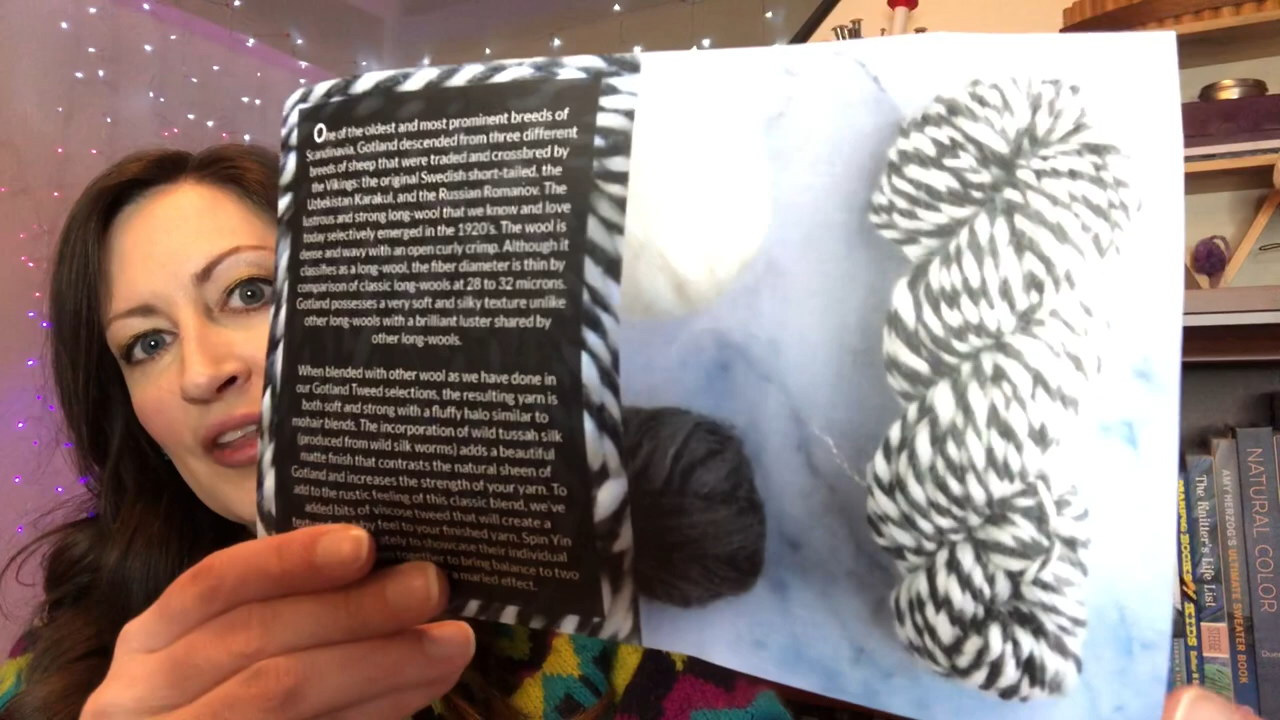 One of the oldest and most prominent breeds of
Scandinavia, Gotland descended from three different
breeds of sheep that were traded and crossbred by
the Vikings: the original Swedish short-tailed, the
Uzbekistan Karakul, and the Russian Romanov. The
lustrous and strong long-wool that we know and love
today selectively emerged in the 1920's. The wool is
dense and wavy with an open curly crimp. Although it
classifies as a long-wool, the fiber diameter is thin by
comparison of classic long-wools at 28 to 32 microns.
Gotland possesses a very soft and silky texture unlike
other long-wools with a brilliant luster shared by
other long-wools.
When blended with other wool as we have done in
our Gotland Tweed selections, the resulting yarn is
both soft and strong with a fluffy halo similar to
mohair blends. The incorporation of wild tussah silk
(produced from wild silk worms) adds a beautiful
matte finish that contrasts the natural sheen of
Gotland and increases the strength of your yarn. To
add to the rustic feeling of this classic blend, we've
added bits of viscose tweed that will create a
by feel to your finished yarn. Spin Yin
to showcase their individual
together to bring balance to two
a marled effect.
The Knitter's Life List
AMY HERZOG'S ULTIMATE SWEATER BOOK
NATURAL COLOR